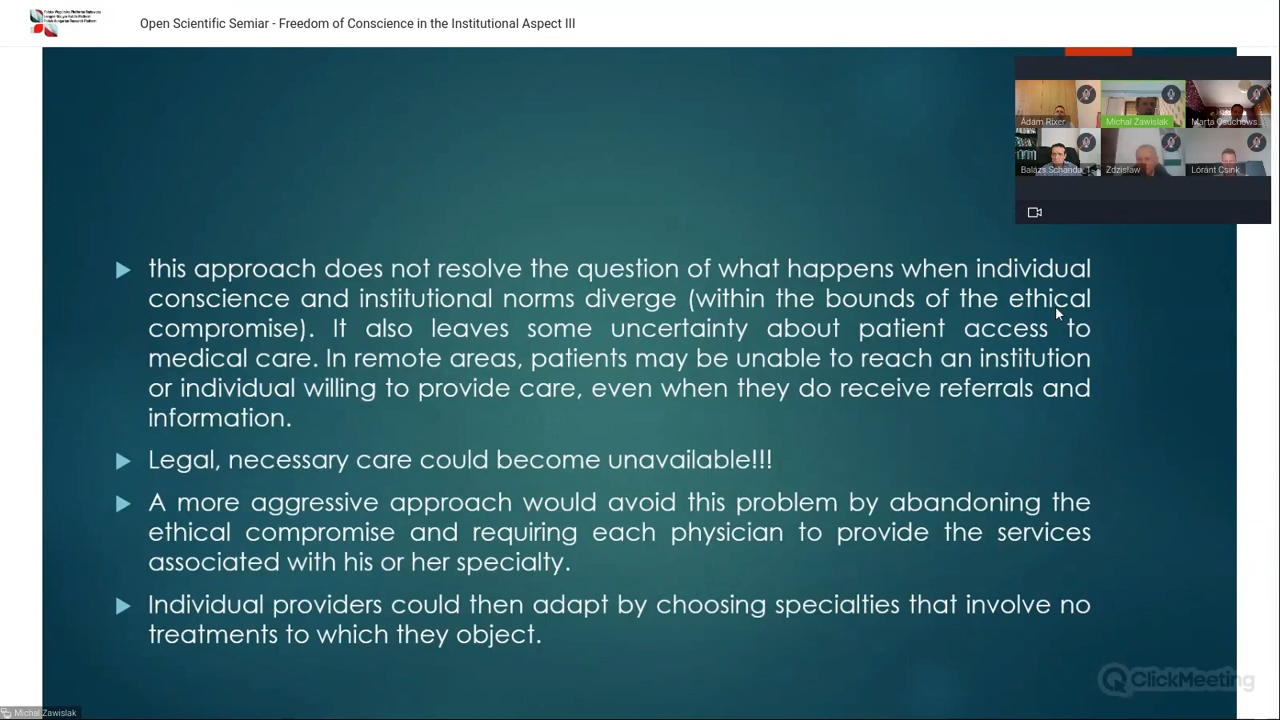 Open Scientific Semiar - Freedom of Conscience in the Institutional Aspect III
Ádám Rixer
Michal Zawislak
Marta Osuchows...
Balázs Schanda_1
Zdzisław
Lóránt Csink
this approach does not resolve the question of what happens when individual
conscience and institutional norms diverge (within the bounds of the ethical
compromise). It also leaves some uncertainty about patient access to
medical care. In remote areas, patients may be unable to reach an institution
or individual willing to provide care, even when they do receive referrals and
information.
Legal, necessary care could become unavailable!!!
A more aggressive approach would avoid this problem by abandoning the
ethical compromise and requiring each physician to provide the services
associated with his or her specialty.
Individual providers could then adapt by choosing specialties that involve no
treatments to which they object.
ClickMeeting
Michal Zawislak